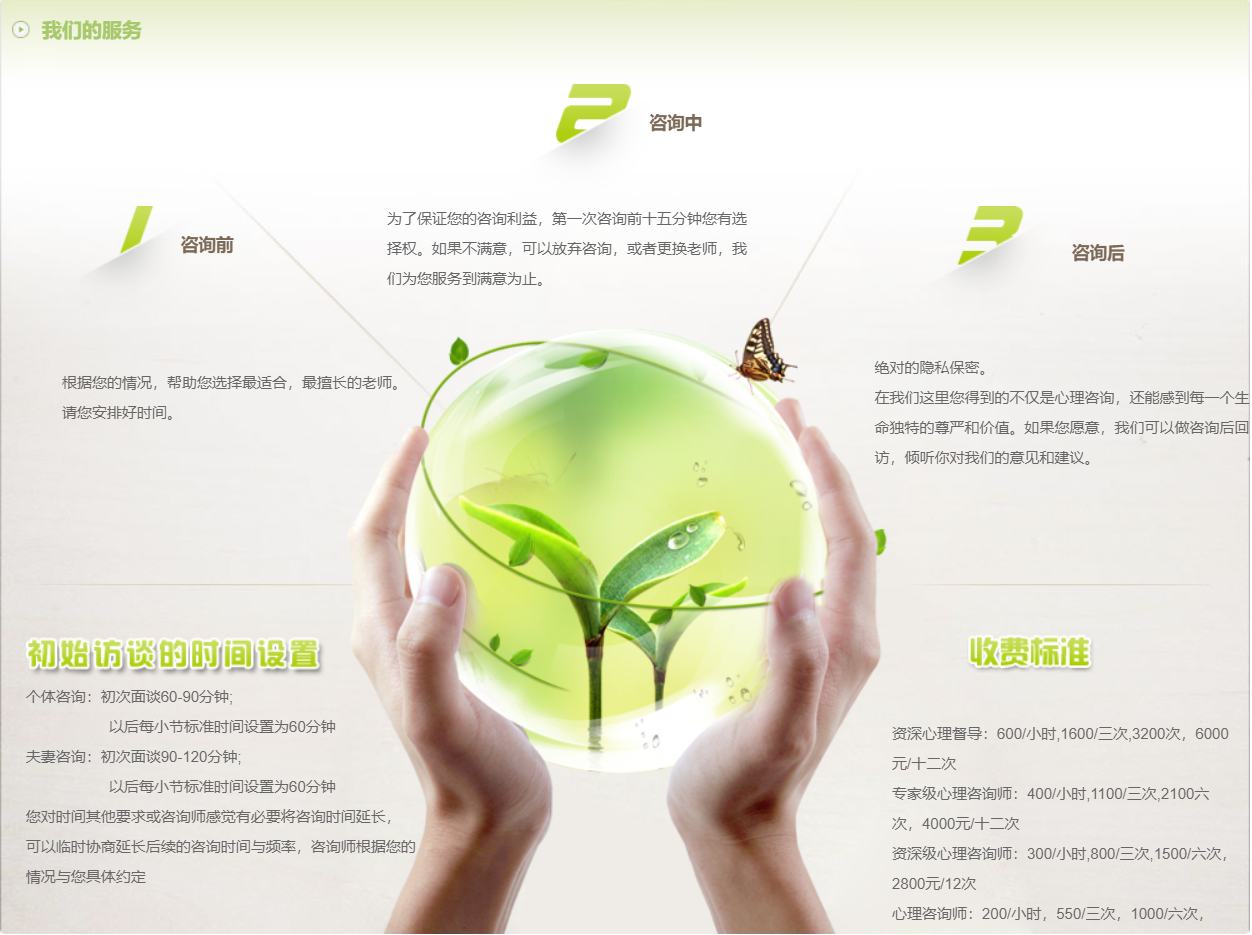 我们的服务
2
咨询中
为了保证您的咨询利益，第一次咨询前十五分钟您有选
择权。如果不满意，可以放弃咨询，或者更换老师，我
们为您服务到满意为止。
1
咨询前
根据您的情况，帮助您选择最适合，最擅长的老师。
请您安排好时间。
3
咨询后
绝对的隐私保密。
在我们这里您得到的不仅是心理咨询，还能感到每一个生
命独特的尊严和价值。如果您愿意，我们可以做咨询后回
访，倾听你对我们的意见和建议。
初始访谈的时间设置
个体咨询：初次面谈60-90分钟;
以后每小节标准时间设置为60分钟
夫妻咨询：初次面谈90-120分钟;
以后每小节标准时间设置为60分钟
您对时间其他要求或咨询师感觉有必要将咨询时间延长，
可以临时协商延长后续的咨询时间与频率，咨询师根据您的
情况与您具体约定
收费标准
资深心理督导：600/小时,1600/三次,3200次，6000
元/十二次
专家级心理咨询师：400/小时,1100/三次,2100六
次，4000元/十二次
资深级心理咨询师：300/小时,800/三次,1500/六次，
2800元/12次
心理咨询师：200/小时，550/三次，1000/六次，